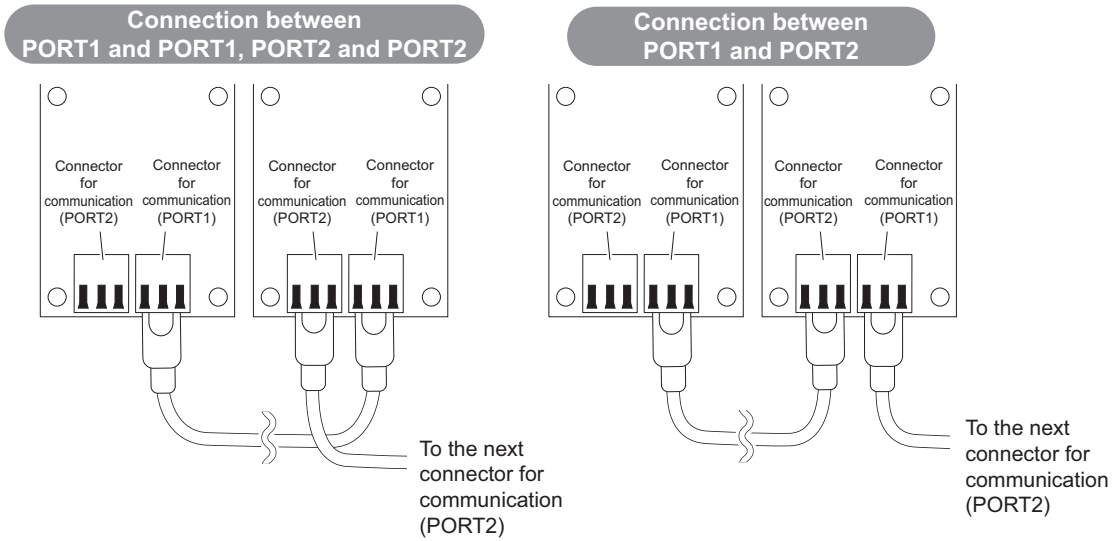 Connection between
PORT1 and PORT1, PORT2 and PORT2
Connector
for
communication
(PORT2)
Connector
for
communication
(PORT1)
Connector
for
communication
(PORT2)
Connector
for
communication
(PORT1)
To the next
connector for
communication
(PORT2)
Connection between
PORT1 and PORT2
Connector
for
communication
(PORT2)
Connector
for
communication
(PORT1)
Connector
for
communication
(PORT2)
Connector
for
communication
(PORT1)
To the next
connector for
communication
(PORT2)